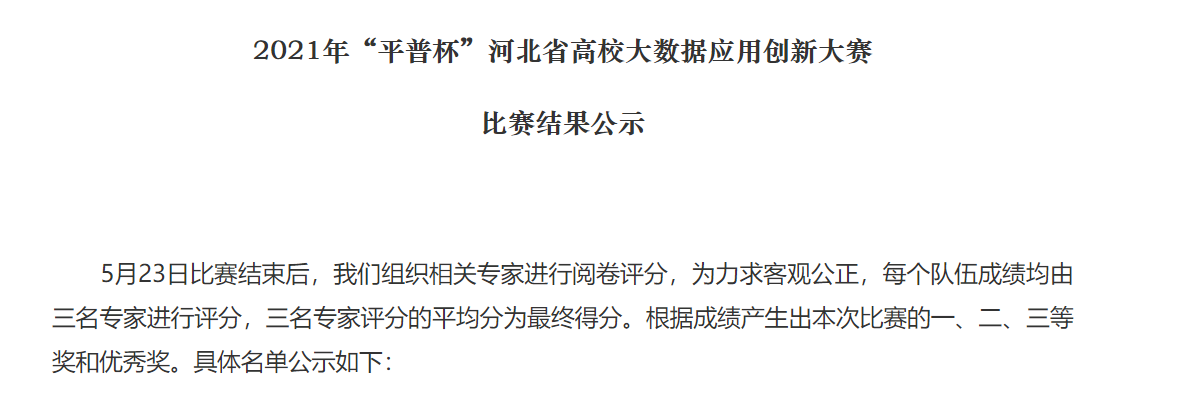 2021年“平普杯”河北省高校大数据应用创新大赛
比赛结果公示
5月23日比赛结束后，我们组织相关专家进行阅卷评分，为力求客观公正，每个队伍成绩均由
三名专家进行评分，三名专家评分的平均分为最终得分。根据成绩产生出本次比赛的一、二、三等
奖和优秀奖。具体名单公示如下：